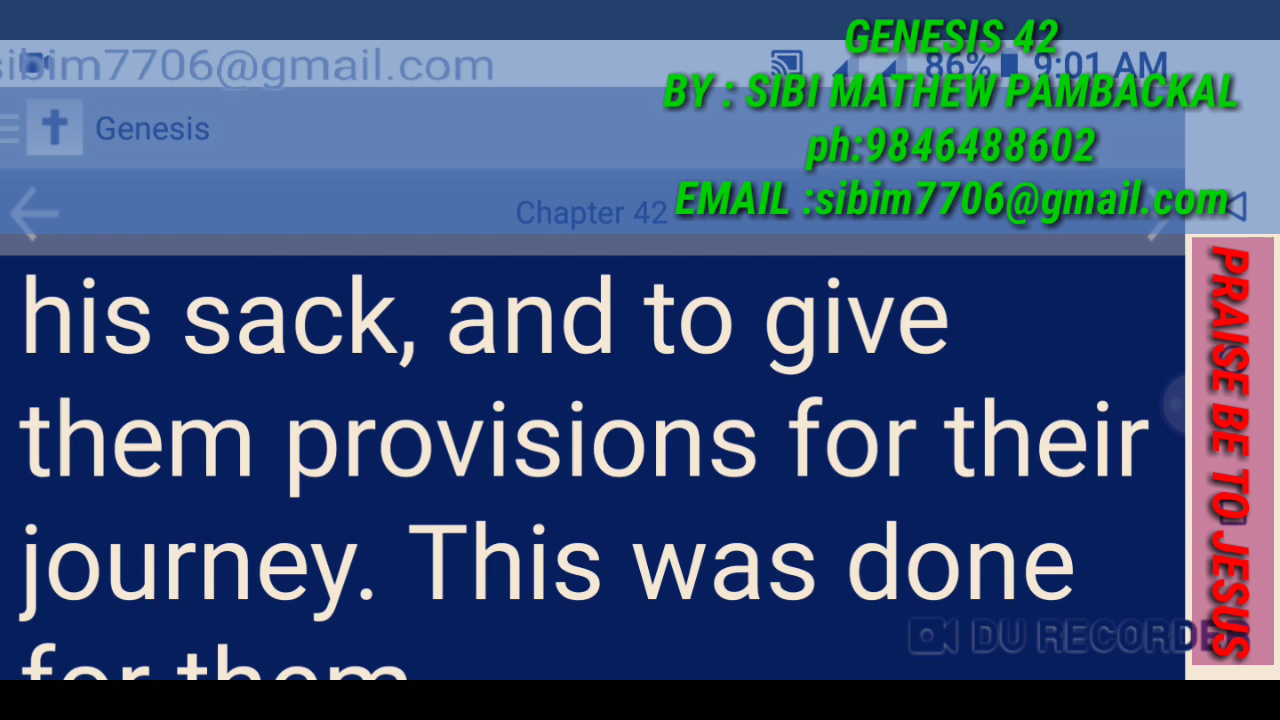 GENESIS 42
sibim7706@gmail.com
86% 9:01 AM
BY : SIBI MATHEW PAMBACKAL
Genesis
ph:9846488602
Chapter 42
EMAIL :sibim7706@gmail.com
his sack, and to give
them provisions for their
journey. This was done
for them
PRAISE BE TO JESUS
DU RECORDER